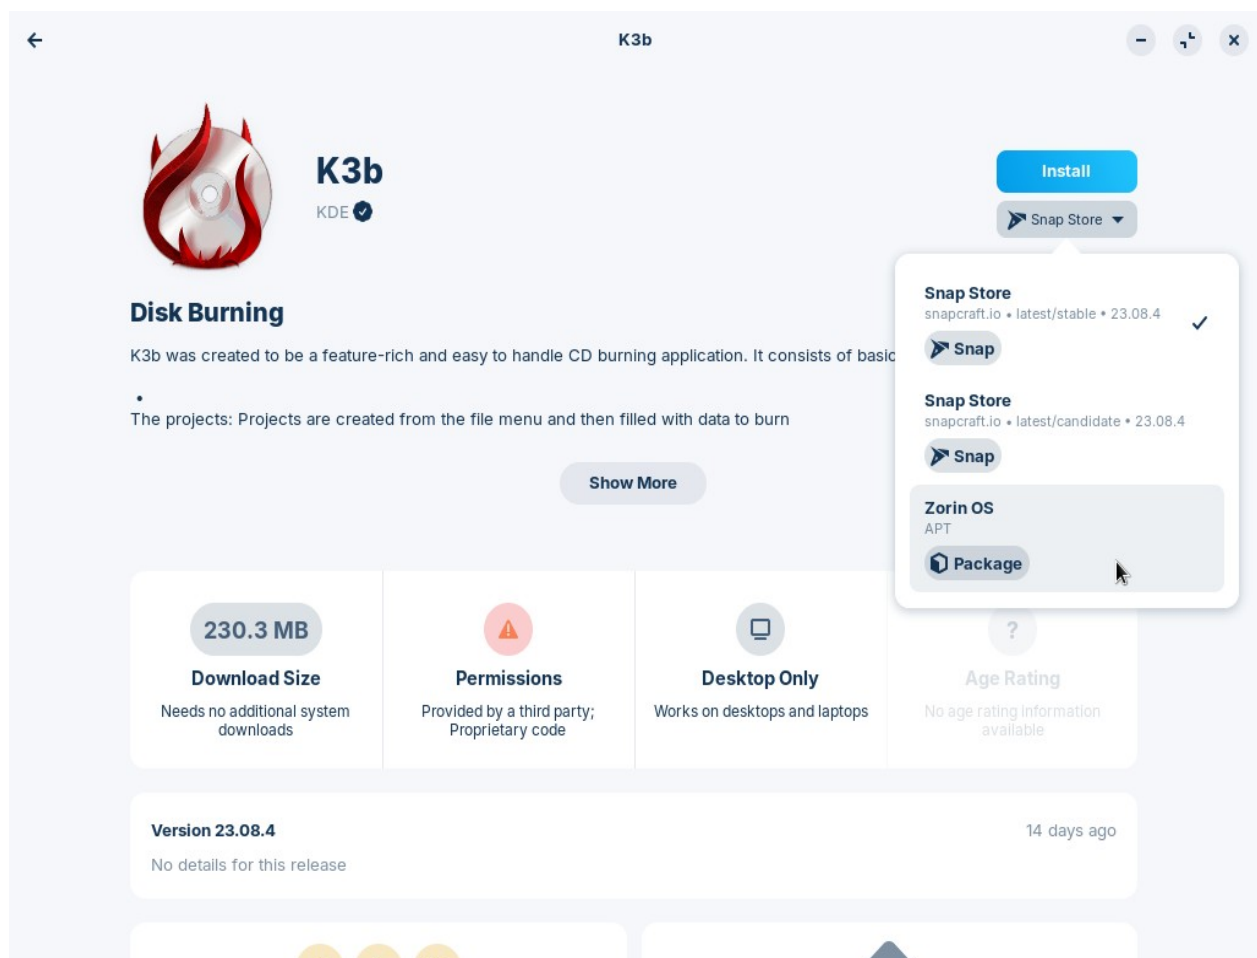 K3b
K3b
KDE
Install
Snap Store
Snap Store
snapcraft.io • latest/stable • 23.08.4
Snap
Snap Store
snapcraft.io • latest/candidate • 23.08.4
Snap
Zorin OS
APT
Package
Disk Burning
K3b was created to be a feature-rich and easy to handle CD burning application. It consists of basic
•
The projects: Projects are created from the file menu and then filled with data to burn
Show More
230.3 MB
Download Size
Needs no additional system
downloads
Permissions
Provided by a third party;
Proprietary code
Desktop Only
Works on desktops and laptops
?
Age Rating
No age rating information
available
Version 23.08.4
14 days ago
No details for this release